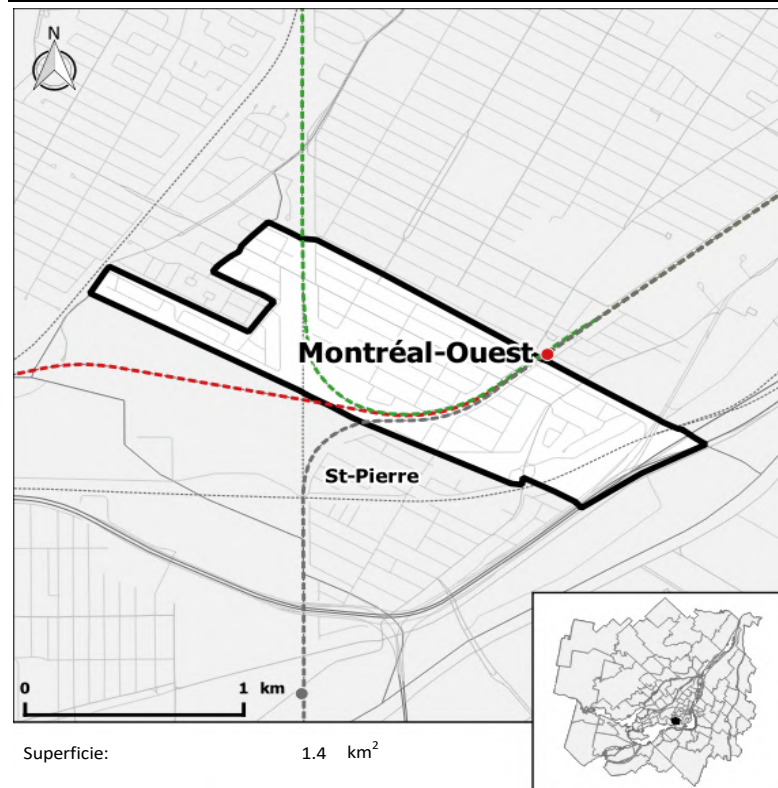 N
Montréal-Ouest
St-Pierre
0 1 km
Superficie: 1.4 km²